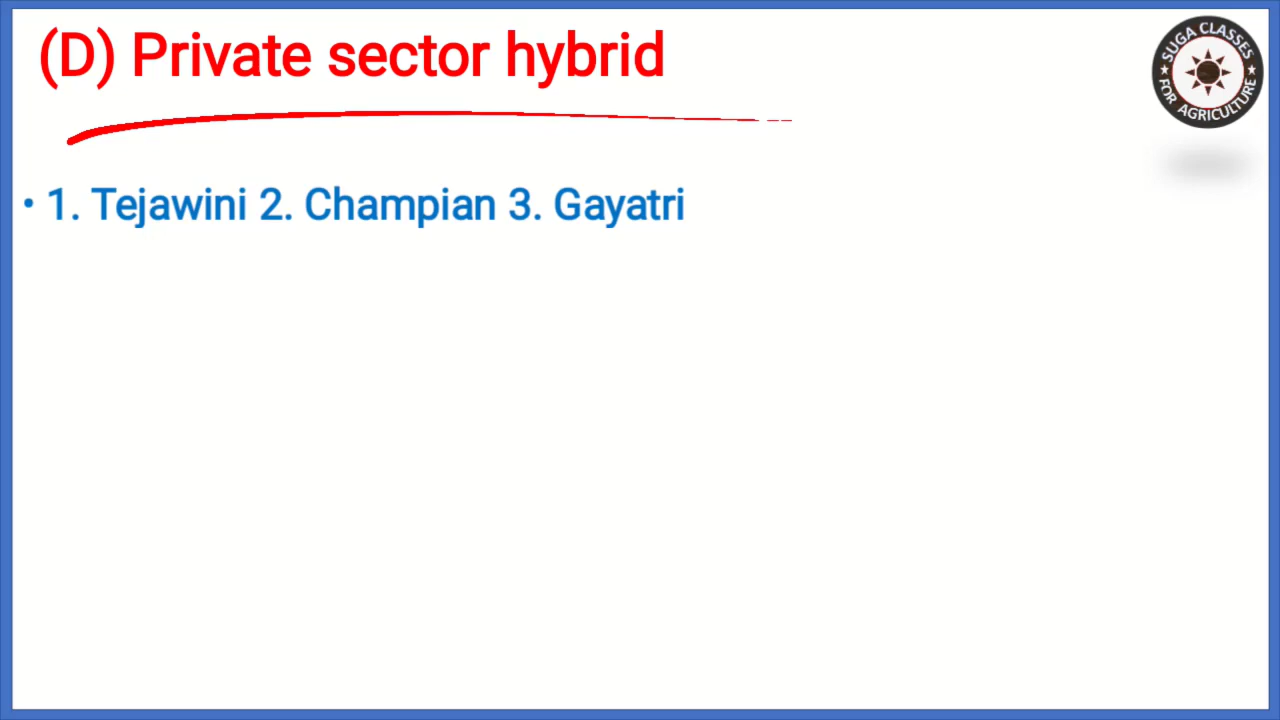 (D) Private sector hybrid
SUGA CLASSES
FOR AGRICULTURE
• 1. Tejawini 2. Champian 3. Gayatri